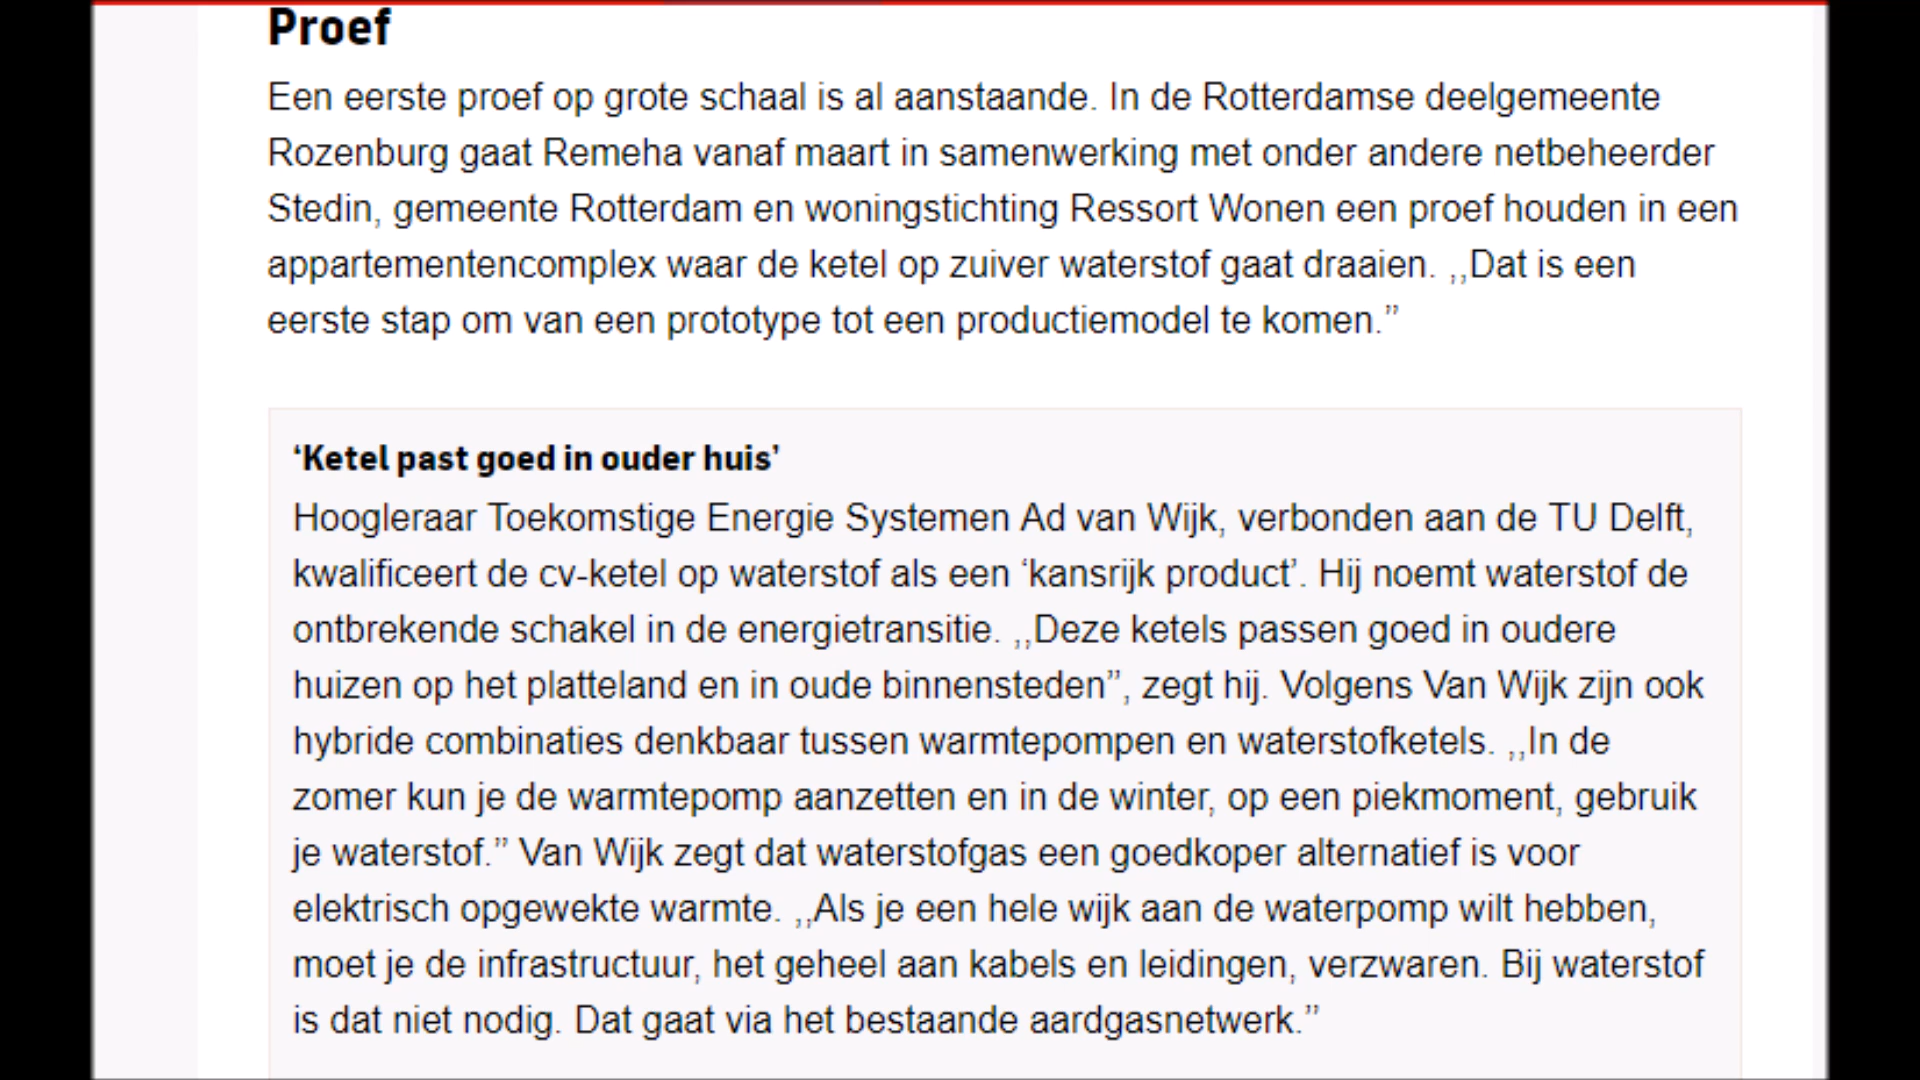 Proef
Een eerste proef op grote schaal is al aanstaande. In de Rotterdamse deelgemeente
Rozenburg gaat Remeha vanaf maart in samenwerking met onder andere netbeheerder
Stedin, gemeente Rotterdam en woningstichting Ressort Wonen een proef houden in een
appartementencomplex waar de ketel op zuiver waterstof gaat draaien. ,,Dat is een
eerste stap om van een prototype tot een productiemodel te komen.”
‘Ketel past goed in ouder huis’
Hoogleraar Toekomstige Energie Systemen Ad van Wijk, verbonden aan de TU Delft,
kwalificeert de cv-ketel op waterstof als een ‘kansrijk product’. Hij noemt waterstof de
ontbrekende schakel in de energietransitie. ,,Deze ketels passen goed in oudere
huizen op het platteland en in oude binnensteden”, zegt hij. Volgens Van Wijk zijn ook
hybride combinaties denkbaar tussen warmtepompen en waterstofketels. ,,In de
zomer kun je de warmtepomp aanzetten en in de winter, op een piekmoment, gebruik
je waterstof.” Van Wijk zegt dat waterstofgas een goedkoper alternatief is voor
elektrisch opgewekte warmte. ,,Als je een hele wijk aan de waterpomp wilt hebben,
moet je de infrastructuur, het geheel aan kabels en leidingen, verzwaren. Bij waterstof
is dat niet nodig. Dat gaat via het bestaande aardgasnetwerk.”